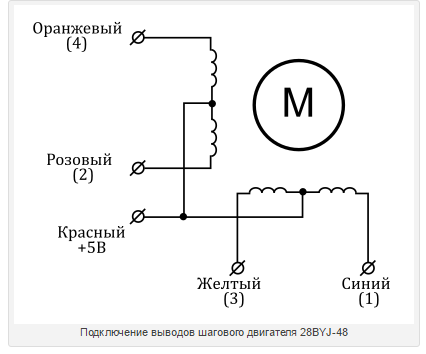 Оранжевый
(4)
М
Розовый
(2)
Красный
+5В
Желтый
(3)
Синий
(1)
Подключение выводов шагового двигателя 28BYJ-48